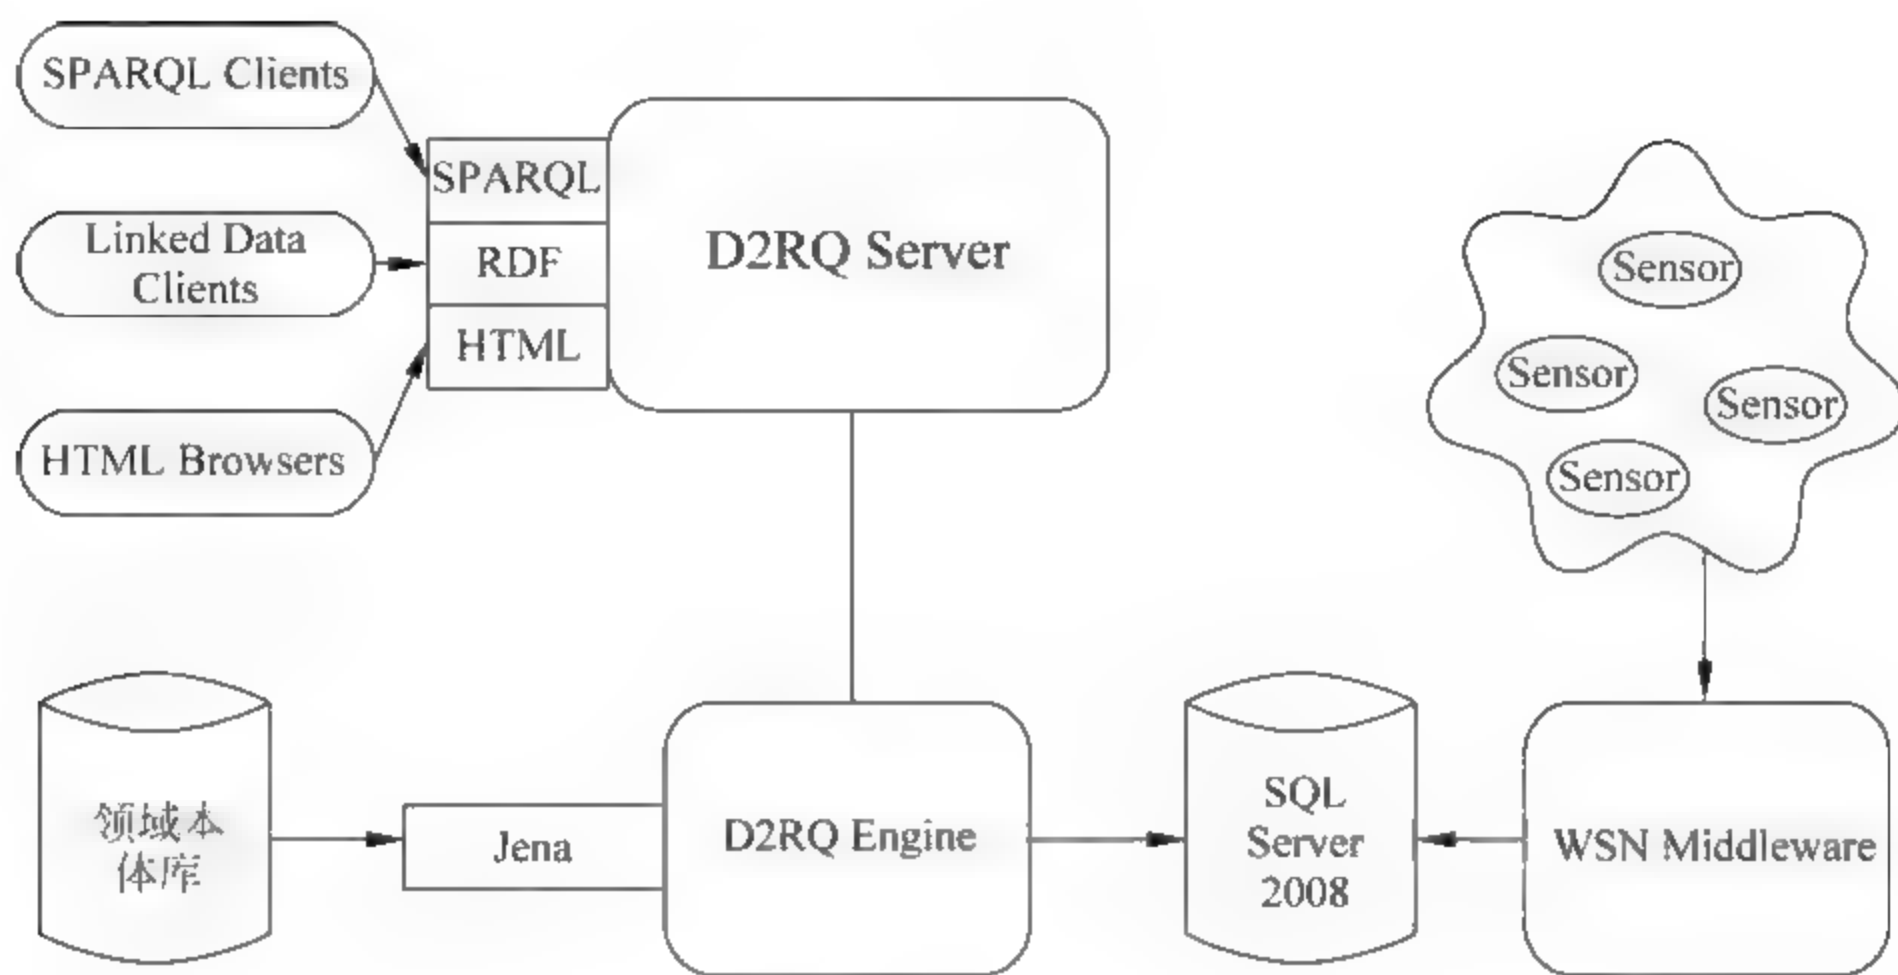 SPARQL Clients
SPARQL
Linked Data
Clients
RDF
D2RQ Server
HTML
HTML Browsers
Sensor
Sensor
Sensor
Sensor
领域本
体库
Jena
D2RQ Engine
SQL
Server
2008
WSN Middleware